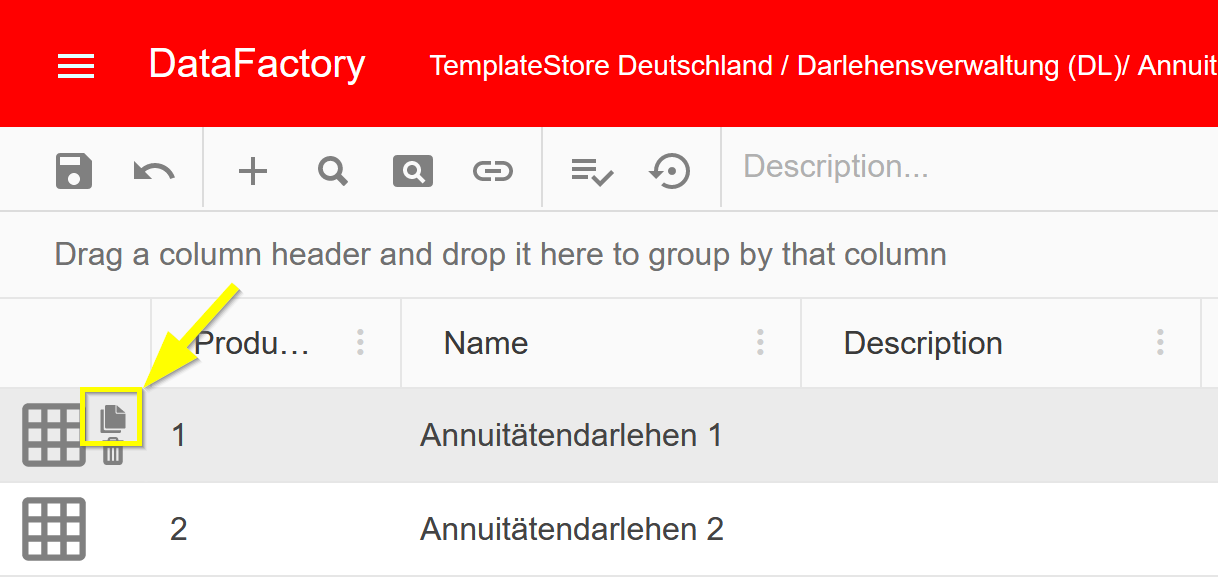 DataFactory
TemplateStore Deutschland / Darlehensverwaltung (DL)/ Annuit
Description...
Drag a column header and drop it here to group by that column
Produ… Name Description
1 Annuitätendarlehen 1
2 Annuitätendarlehen 2